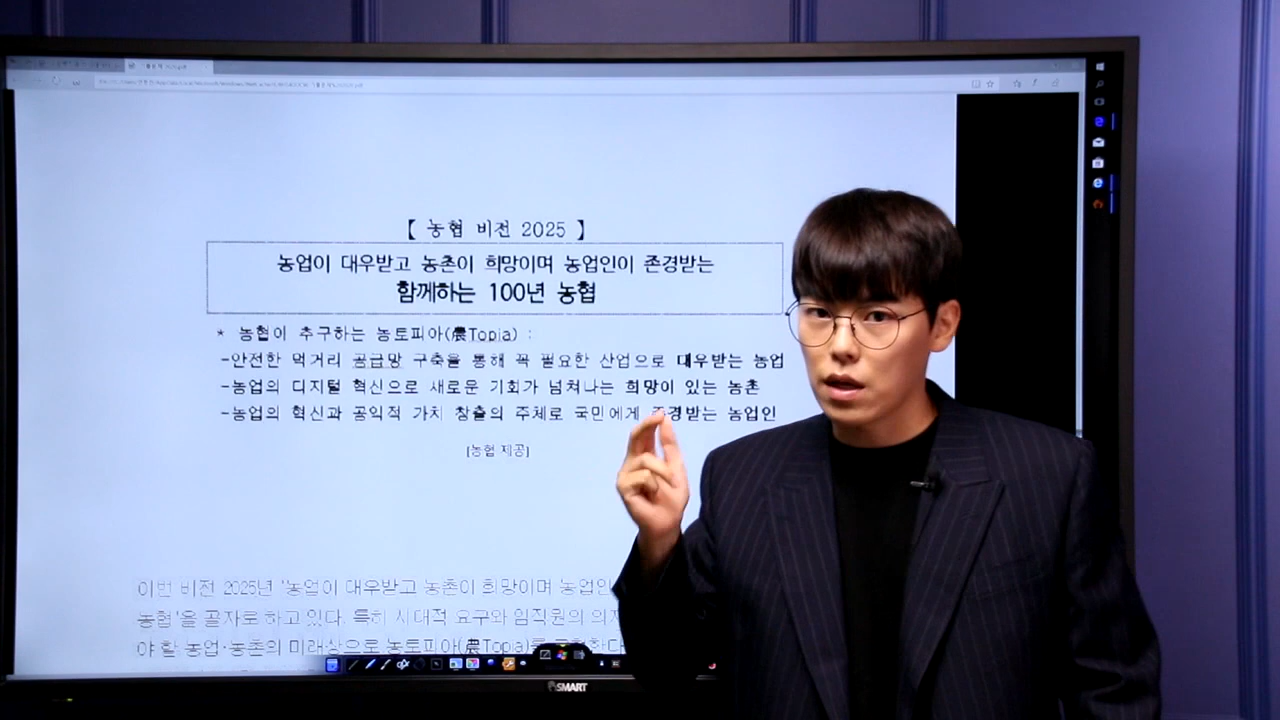 【 농협 비전 2025 】
농업이 대우받고 농촌이 희망이며 농업인이 존경받는
함께하는 100년 농협
* 농협이 추구하는 농토피아(農Topia) :
-안전한 먹거리 공급망 구축을 통해 꼭 필요한 산업으로 대우받는 농업
-농업의 디지털 혁신으로 새로운 기회가 넘쳐나는 희망이 있는 농촌
-농업의 혁신과 공익적 가치 창출의 주체로 국민에게 존경받는 농업인
[농협 제공]
이번 비전 2025년 '농업이 대우받고 농촌이 희망이며 농업인
농협'을 골자로 하고 있다. 특히 시대적 요구와 임직원의 의지
야 할 농업·농촌의 미래상으로 농토피아(農Topia)를 구현한다
SMART